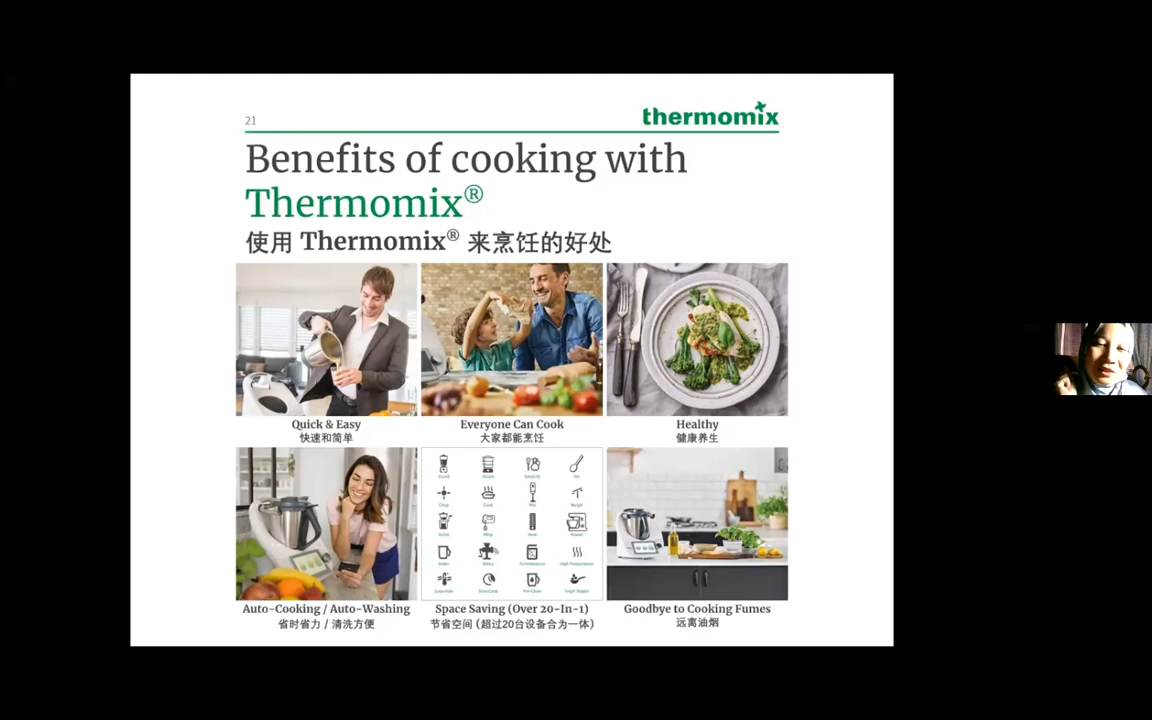 21
thermomix
Benefits of cooking with
Thermomix®
使用 Thermomix® 来烹饪的好处
Quick & Easy
快速和简单
Everyone Can Cook
大家都能烹饪
Healthy
健康养生
Auto-Cooking / Auto-Washing
省时省力 / 清洗方便
Space Saving (Over 20-In-1)
节省空间 (超过20台设备合为一体)
Goodbye to Cooking Fumes
远离油烟